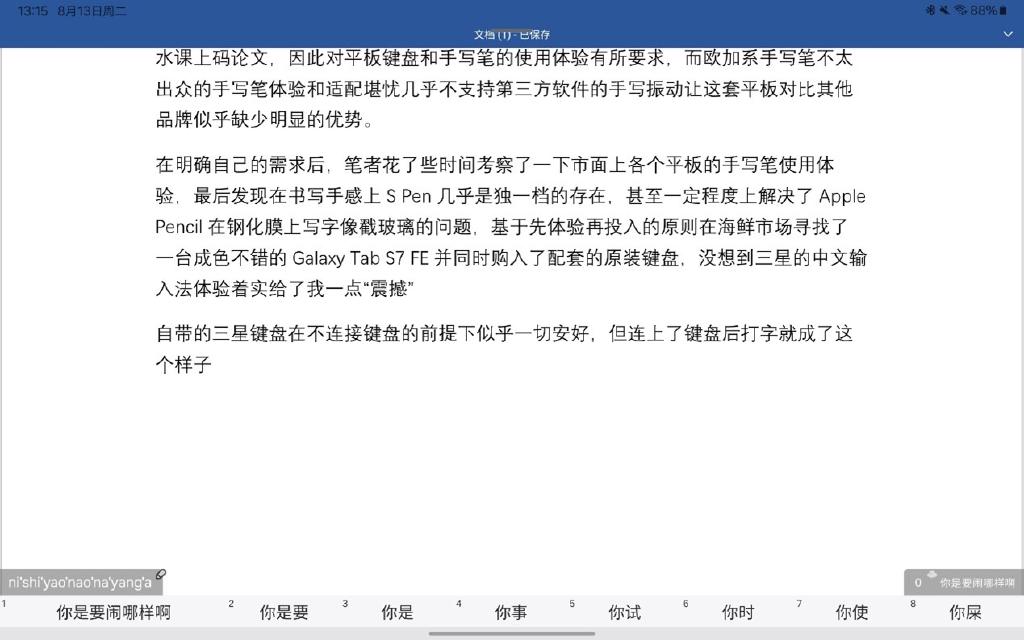 13:15 8月13日周二
88%
文档 (1) - 已保存
水课上码论文，因此对平板键盘和手写笔的使用体验有所要求，而欧加系手写笔不太
出众的手写笔体验和适配堪忧几乎不支持第三方软件的手写振动让这套平板对比其他
品牌似乎缺少明显的优势。
在明确自己的需求后，笔者花了些时间考察了一下市面上各个平板的手写笔使用体
验，最后发现在书写手感上 S Pen 几乎是独一档的存在，甚至一定程度上解决了 Apple
Pencil 在钢化膜上写字像戳玻璃的问题，基于先体验再投入的原则在海鲜市场寻找了
一台成色不错的 Galaxy Tab S7 FE 并同时购入了配套的原装键盘，没想到三星的中文输
入法体验着实给了我一点“震撼”
自带的三星键盘在不连接键盘的前提下似乎一切安好，但连上了键盘后打字就成了这
个样子
ni'shi'yao'nao'na'yang'a
0 你是要闹哪样啊
1 你是要闹哪样啊 2 你是要 3 你是 4 你事 5 你试 6 你时 7 你使 8 你屎